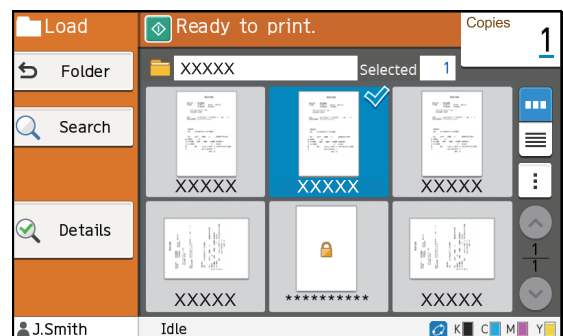 Load
Ready to print.
Copies
1
Folder
XXXXX
Selected
1
Search
XXXXX
XXXXX
XXXXX
Details
1
1
XXXXX
**********
XXXXX
J.Smith
Idle
K
C
M
Y